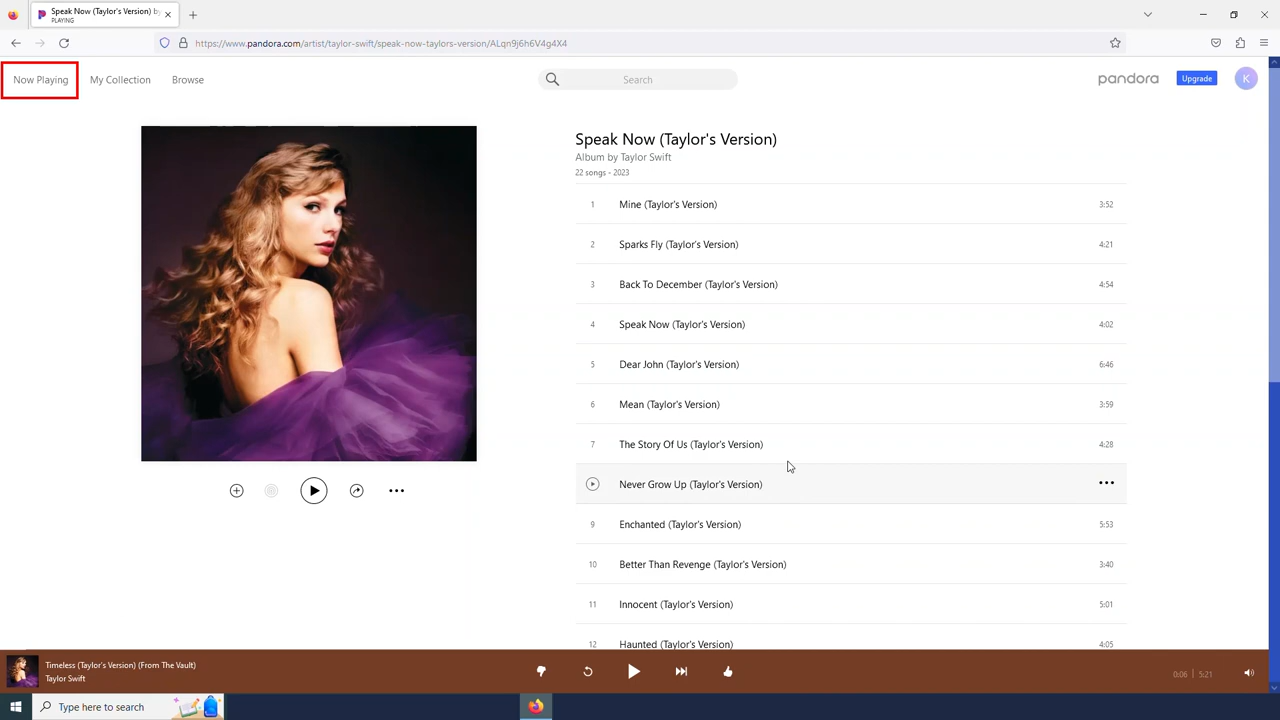 Speak Now (Taylor's Version) by
PLAYING
https://www.pandora.com/artist/taylor-swift/speak-now-taylors-version/ALqn9j6h6V4g4X4
Now Playing
My Collection
Browse
Search
pandora
Upgrade
K
Speak Now (Taylor's Version)
Album by Taylor Swift
22 songs - 2023
1 Mine (Taylor's Version) 3:52
2 Sparks Fly (Taylor's Version) 4:21
3 Back To December (Taylor's Version) 4:54
4 Speak Now (Taylor's Version) 4:02
5 Dear John (Taylor's Version) 6:46
6 Mean (Taylor's Version) 3:59
7 The Story Of Us (Taylor's Version) 4:28
Never Grow Up (Taylor's Version)
9 Enchanted (Taylor's Version) 5:53
10 Better Than Revenge (Taylor's Version) 3:40
11 Innocent (Taylor's Version) 5:01
12 Haunted (Taylor's Version) 4:05
Timeless (Taylor's Version) (From The Vault)
Taylor Swift
0:06 | 5:21
Type here to search